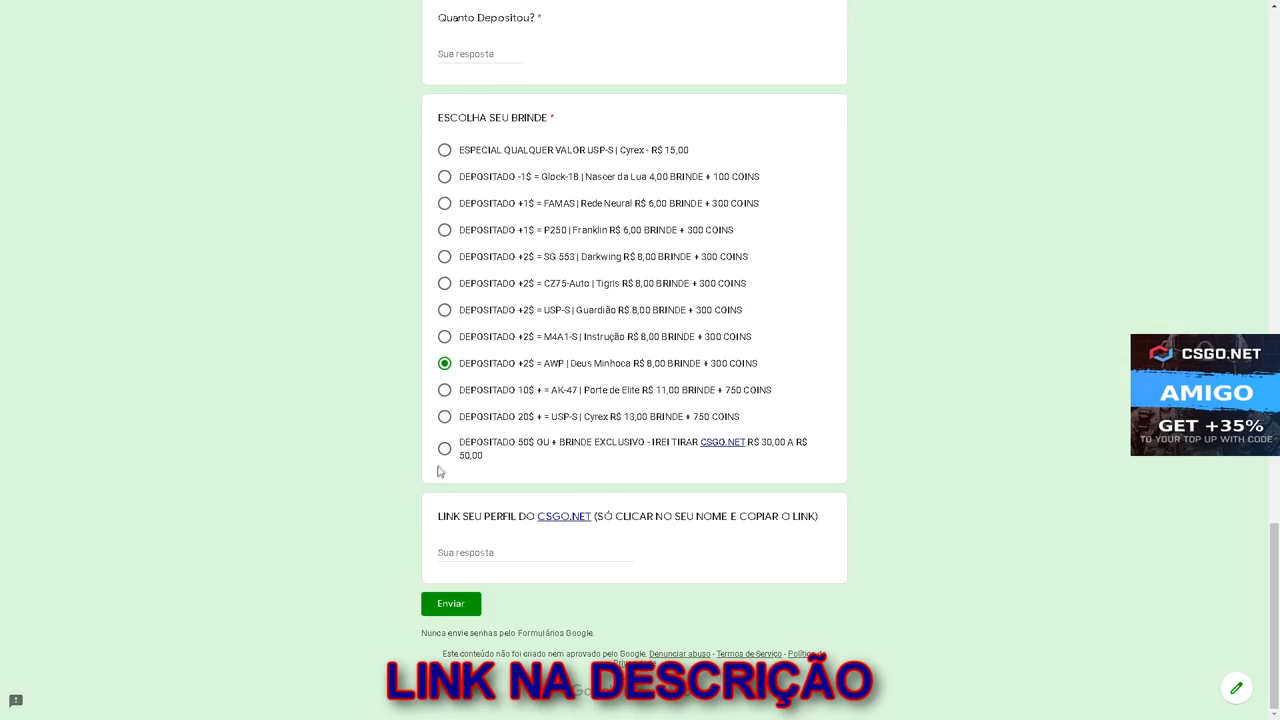 Quanto Depositou? *
Sua resposta
ESCOLHA SEU BRINDE *
ESPECIAL QUALQUER VALOR USP-S | Cyrex - R$ 15,00
DEPOSITADO -1$ = Glock-18 | Nascer da Lua 4,00 BRINDE + 100 COINS
DEPOSITADO +1$ = FAMAS | Rede Neural R$ 6,00 BRINDE + 300 COINS
DEPOSITADO +1$ = P250 | Franklin R$ 6,00 BRINDE + 300 COINS
DEPOSITADO +2$ = SG 553 | Darkwing R$ 8,00 BRINDE + 300 COINS
DEPOSITADO +2$ = CZ75-Auto | Tigris R$ 8,00 BRINDE + 300 COINS
DEPOSITADO +2$ = USP-S | Guardião R$ 8,00 BRINDE + 300 COINS
DEPOSITADO +2$ = M4A1-S | Instrução R$ 8,00 BRINDE + 300 COINS
DEPOSITADO +2$ = AWP | Deus Minhoca R$ 8,00 BRINDE + 300 COINS
DEPOSITADO 10$ + = AK-47 | Porte de Elite R$ 11,00 BRINDE + 750 COINS
DEPOSITADO 20$ + = USP-S | Cyrex R$ 13,00 BRINDE + 750 COINS
DEPOSITADO 50$ OU + BRINDE EXCLUSIVO - IREI TIRAR CSGO.NET R$ 30,00 A R$
50,00
CSGO.NET
AMIGO
GET +35%
TO YOUR TOP UP WITH CODE
LINK SEU PERFIL DO CSGO.NET (SÓ CLICAR NO SEU NOME E COPIAR O LINK)
Sua resposta
Enviar
Nunca envie senhas pelo Formulários Google.
Este conteúdo não foi criado nem aprovado pelo Google. Denunciar abuso - Termos de Serviço - Política de
LINK NA DESCRIÇÃO